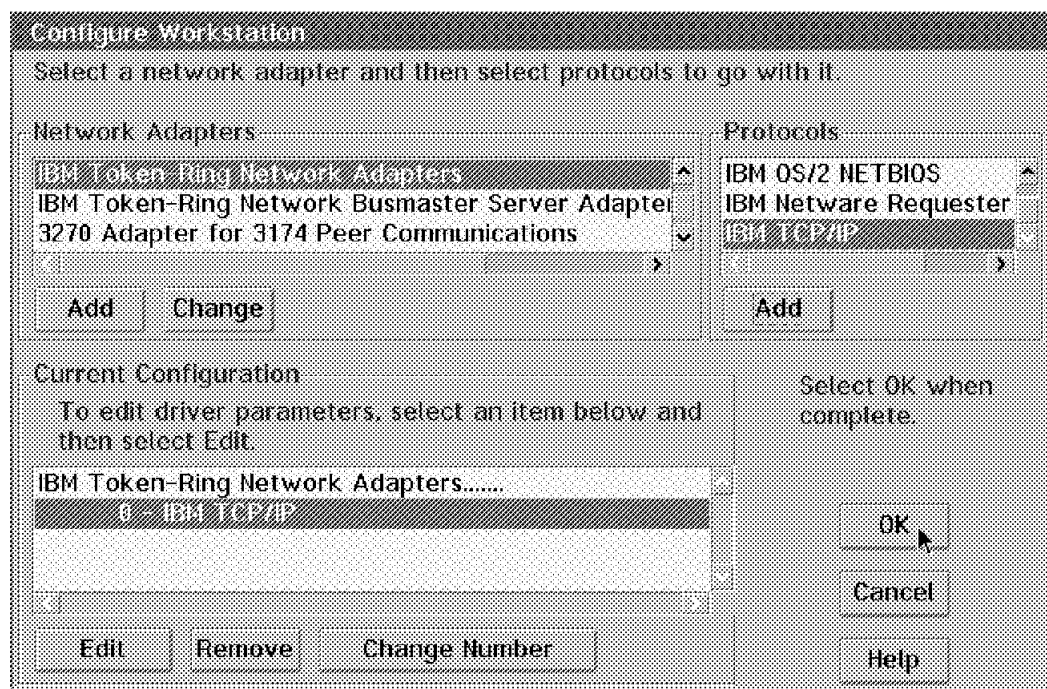 Configure Workstation
Select a network adapter and then select protocols to go with it.
Network Adapters
IBM Token-Ring Network Adapters
IBM Token-Ring Network Busmaster Server Adapter
3270 Adapter for 3174 Peer Communications
Add Change
Protocols
IBM OS/2 NETBIOS
IBM Netware Requester
IBM TCP/IP
Add
Current Configuration
To edit driver parameters, select an item below and
then select Edit.
IBM Token-Ring Network Adapters.......
0 - IBM TCP/IP
Edit Remove Change Number
Select OK when
complete.
OK
Cancel
Help